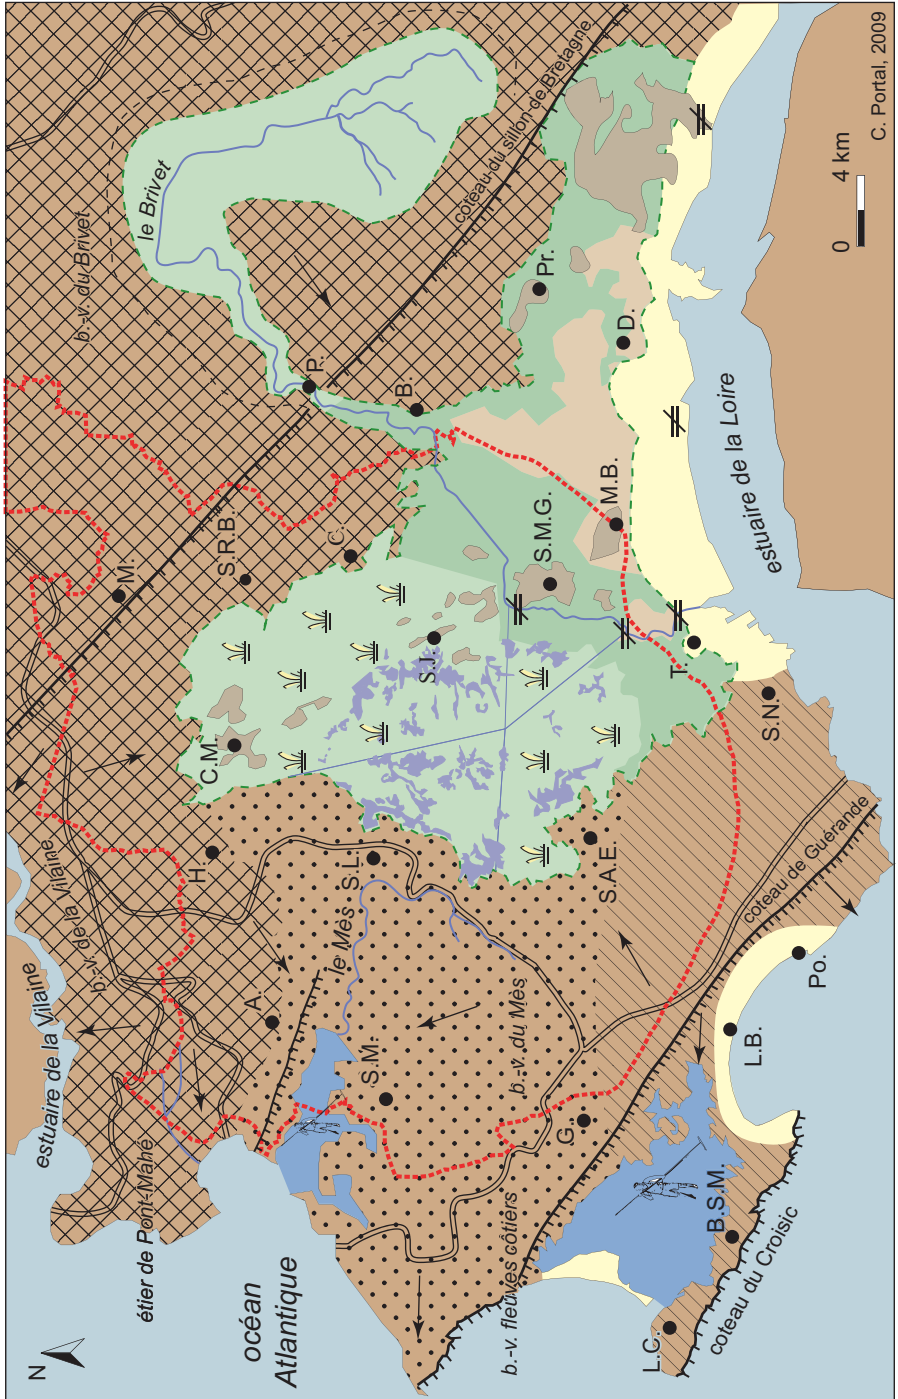 N
océan
Atlantique
étier de Pont-Mahé
estuaire de la Vilaine
b.-v. de la Vilaine
b.-v. du Brivet
le Brivet
P.
B.
coteau du sillon de Bretagne
M.
S.R.B.
C.
C.M.
H.
A.
le Mès
S.L.
S.J.
S.M.G.
M.B.
Pr.
D.
S.M.
b.-v. du Mès
S.A.E.
T.
S.N.
G.
b.-v. fleuves côtiers
coteau de Guérande
L.B.
Po.
B.S.M.
L.C.
coteau du Croisic
estuaire de la Loire
0 4 km
C. Portal, 2009